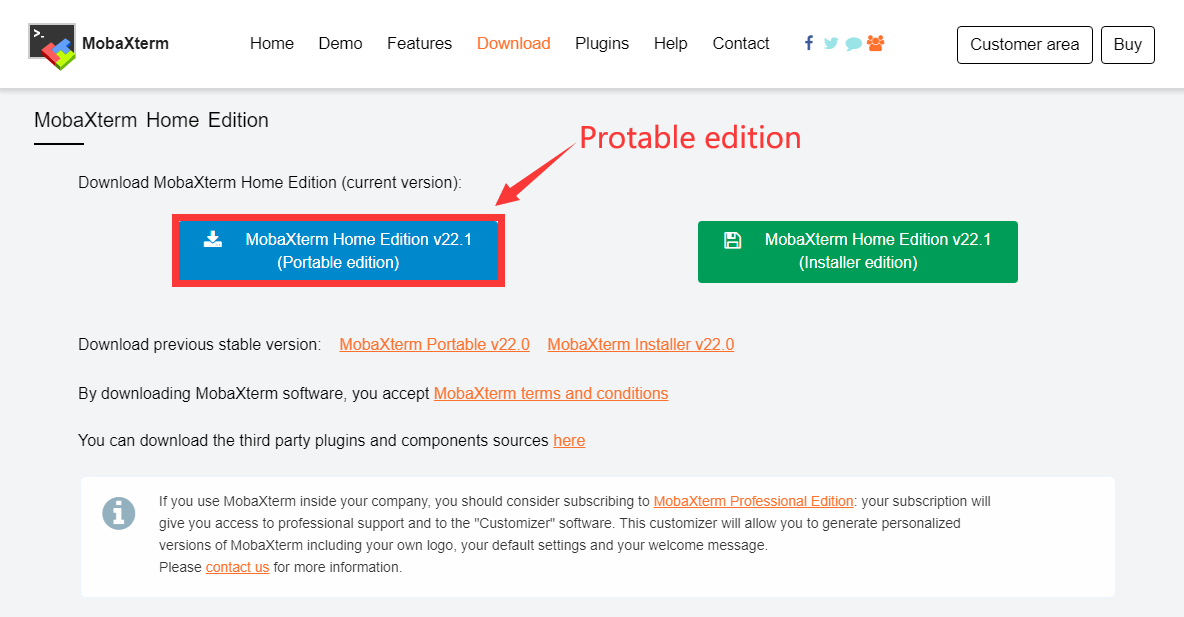 >_
MobaXterm
Home Demo Features Download Plugins Help Contact
Customer area Buy
MobaXterm Home Edition
Protable edition
Download MobaXterm Home Edition (current version):
MobaXterm Home Edition v22.1
(Portable edition)
MobaXterm Home Edition v22.1
(Installer edition)
Download previous stable version: MobaXterm Portable v22.0 MobaXterm Installer v22.0
By downloading MobaXterm software, you accept MobaXterm terms and conditions
You can download the third party plugins and components sources here
If you use MobaXterm inside your company, you should consider subscribing to MobaXterm Professional Edition: your subscription will
give you access to professional support and to the "Customizer" software. This customizer will allow you to generate personalized
versions of MobaXterm including your own logo, your default settings and your welcome message.
Please contact us for more information.